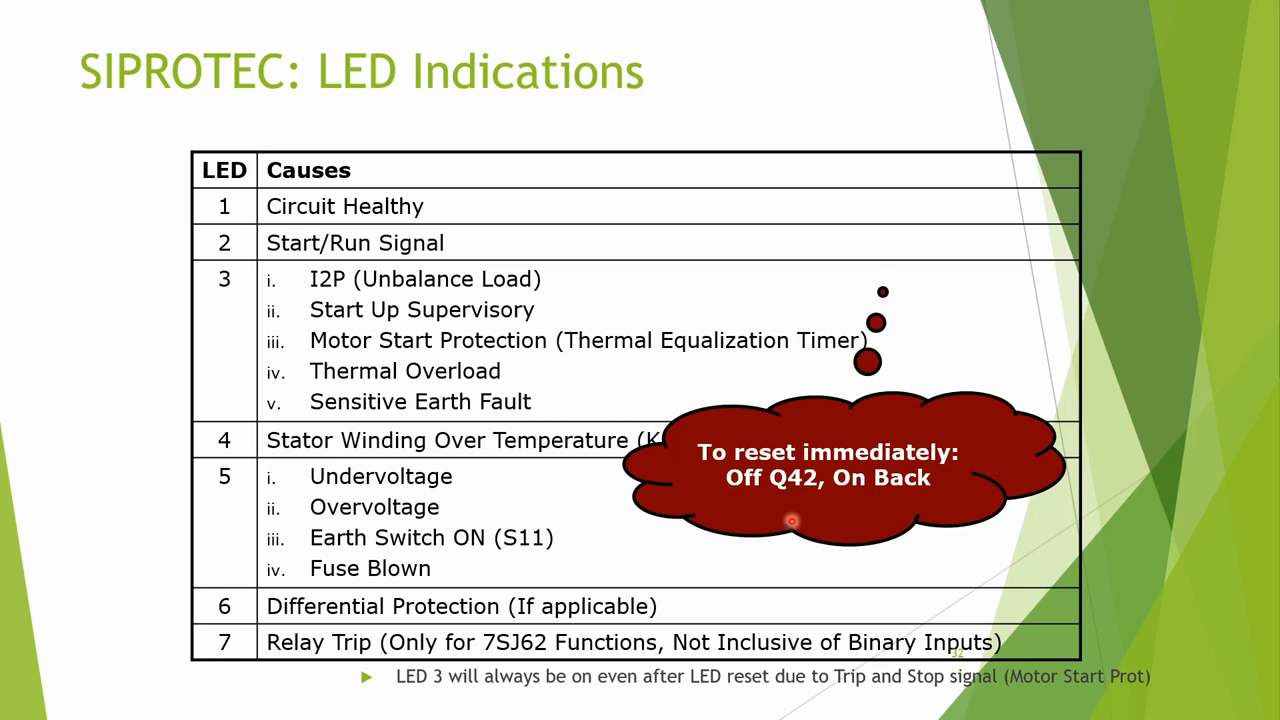 SIPROTEC: LED Indications
LED Causes
1 Circuit Healthy
2 Start/Run Signal
3 i. I2P (Unbalance Load)
ii. Start Up Supervisory
iii. Motor Start Protection (Thermal Equalization Timer)
iv. Thermal Overload
v. Sensitive Earth Fault
4 Stator Winding Over Temperature
To reset immediately:
Off Q42, On Back
5 i. Undervoltage
ii. Overvoltage
iii. Earth Switch ON (S11)
iv. Fuse Blown
6 Differential Protection (If applicable)
7 Relay Trip (Only for 7SJ62 Functions, Not Inclusive of Binary Inputs)
32
LED 3 will always be on even after LED reset due to Trip and Stop signal (Motor Start Prot)